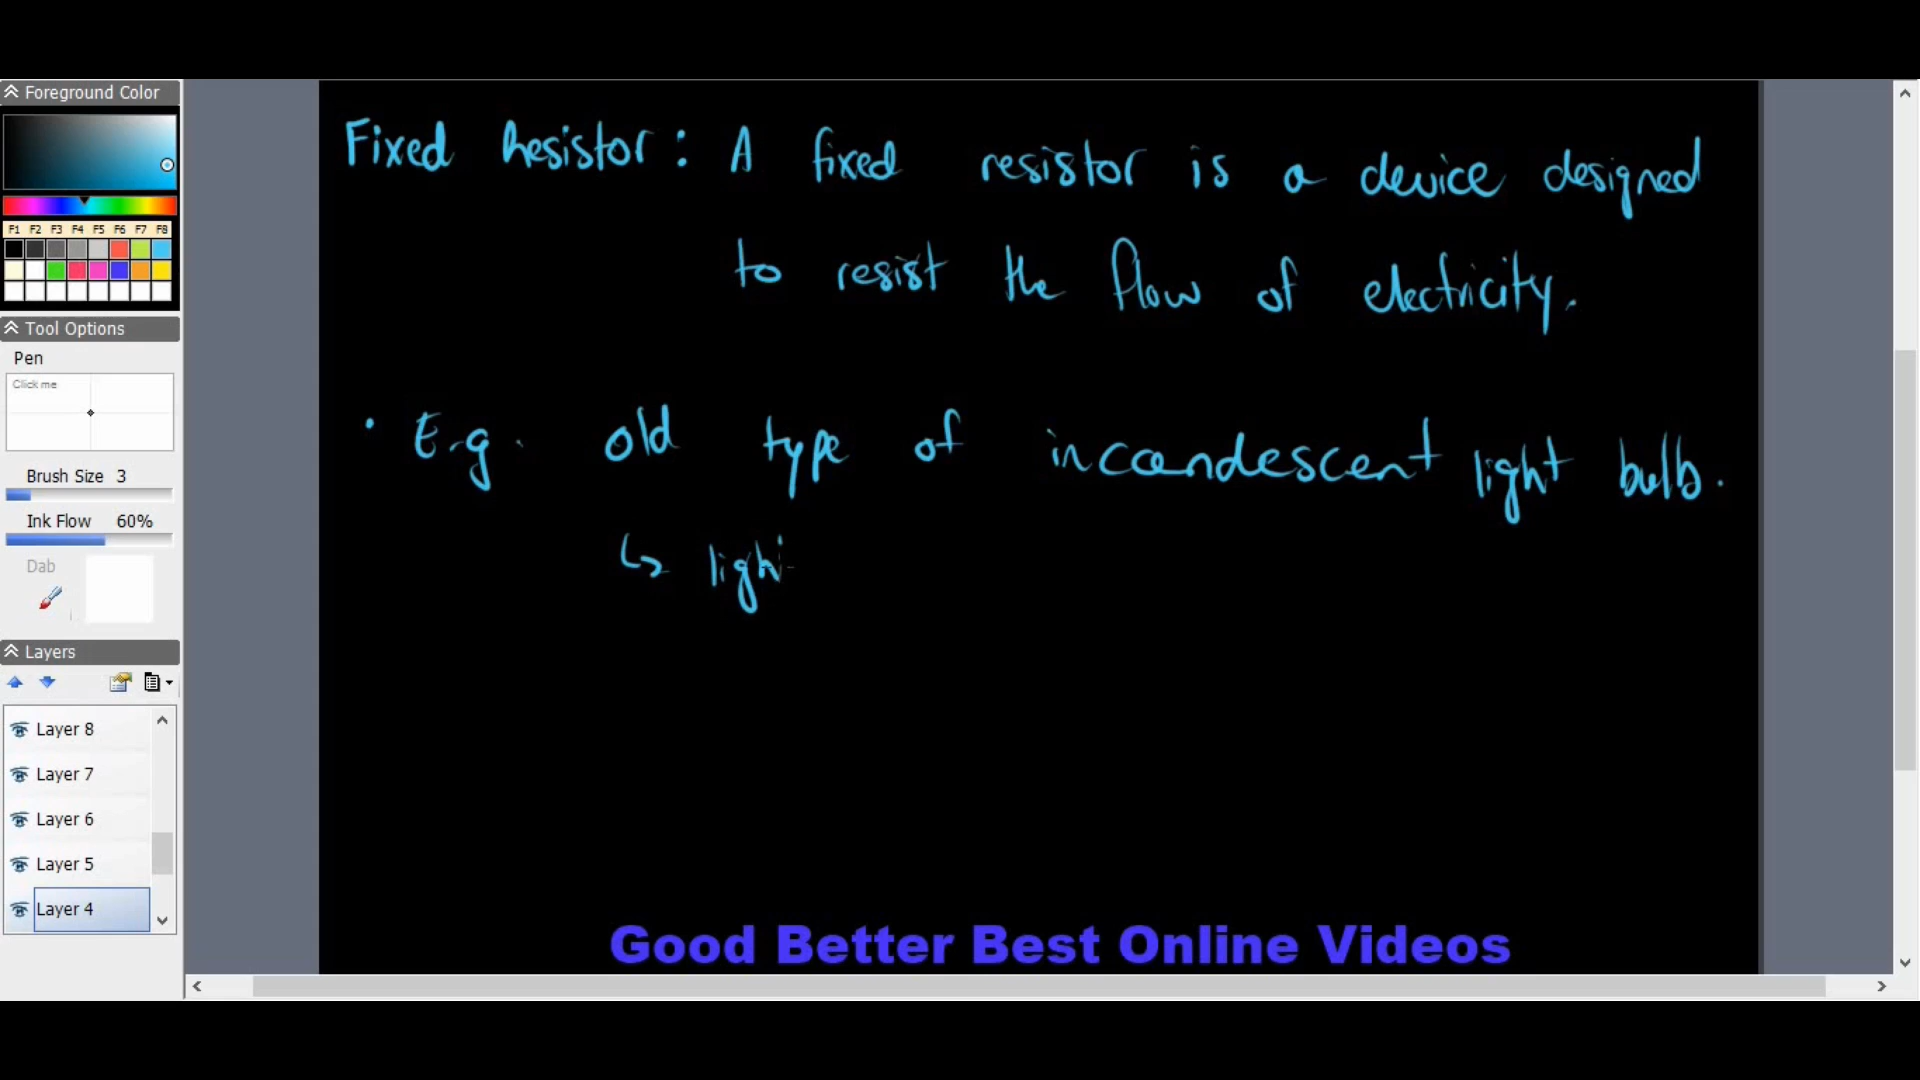 Foreground Color
F1 F2 F3 F4 F5 F6 F7 F8
Tool Options
Pen
Click me
Brush Size 3
Ink Flow 60%
Dab
Layers
Layer 8
Layer 7
Layer 6
Layer 5
Layer 4
Fixed Resistor: A fixed resistor is a device designed
to resist the flow of electricity.
• E.g. old type of incandescent light bulb.
↳ light
Good Better Best Online Videos